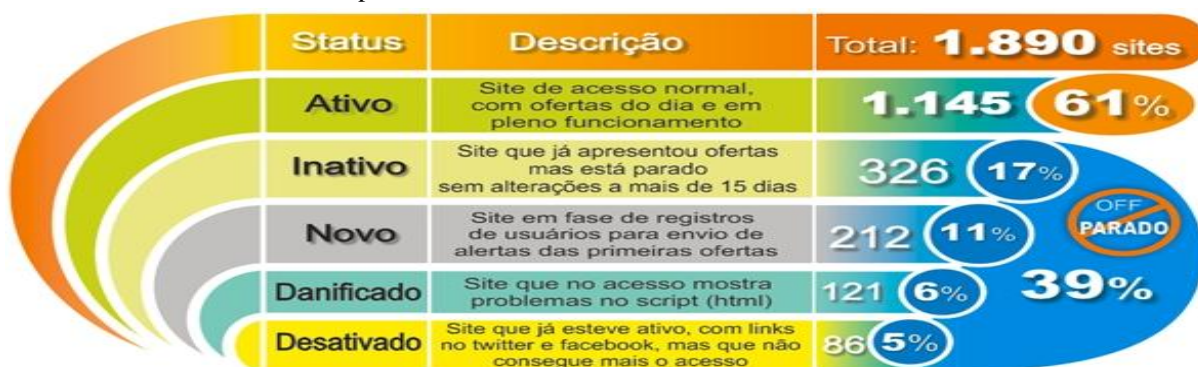 Status Descrição Total: 1.890 sites
Ativo
Site de acesso normal,
com ofertas do dia e em
pleno funcionamento
1.145 61%
Inativo
Site que já apresentou ofertas
mas está parado
sem alterações a mais de 15 dias
326 17%
Novo
Site em fase de registros
de usuários para envio de
alertas das primeiras ofertas
212 11%
OFF
PARADO
39%
Danificado
Site que no acesso mostra
problemas no script (html)
121 6%
Desativado
Site que já esteve ativo, com links
no twitter e facebook, mas que não
consegue mais o acesso
86 5%